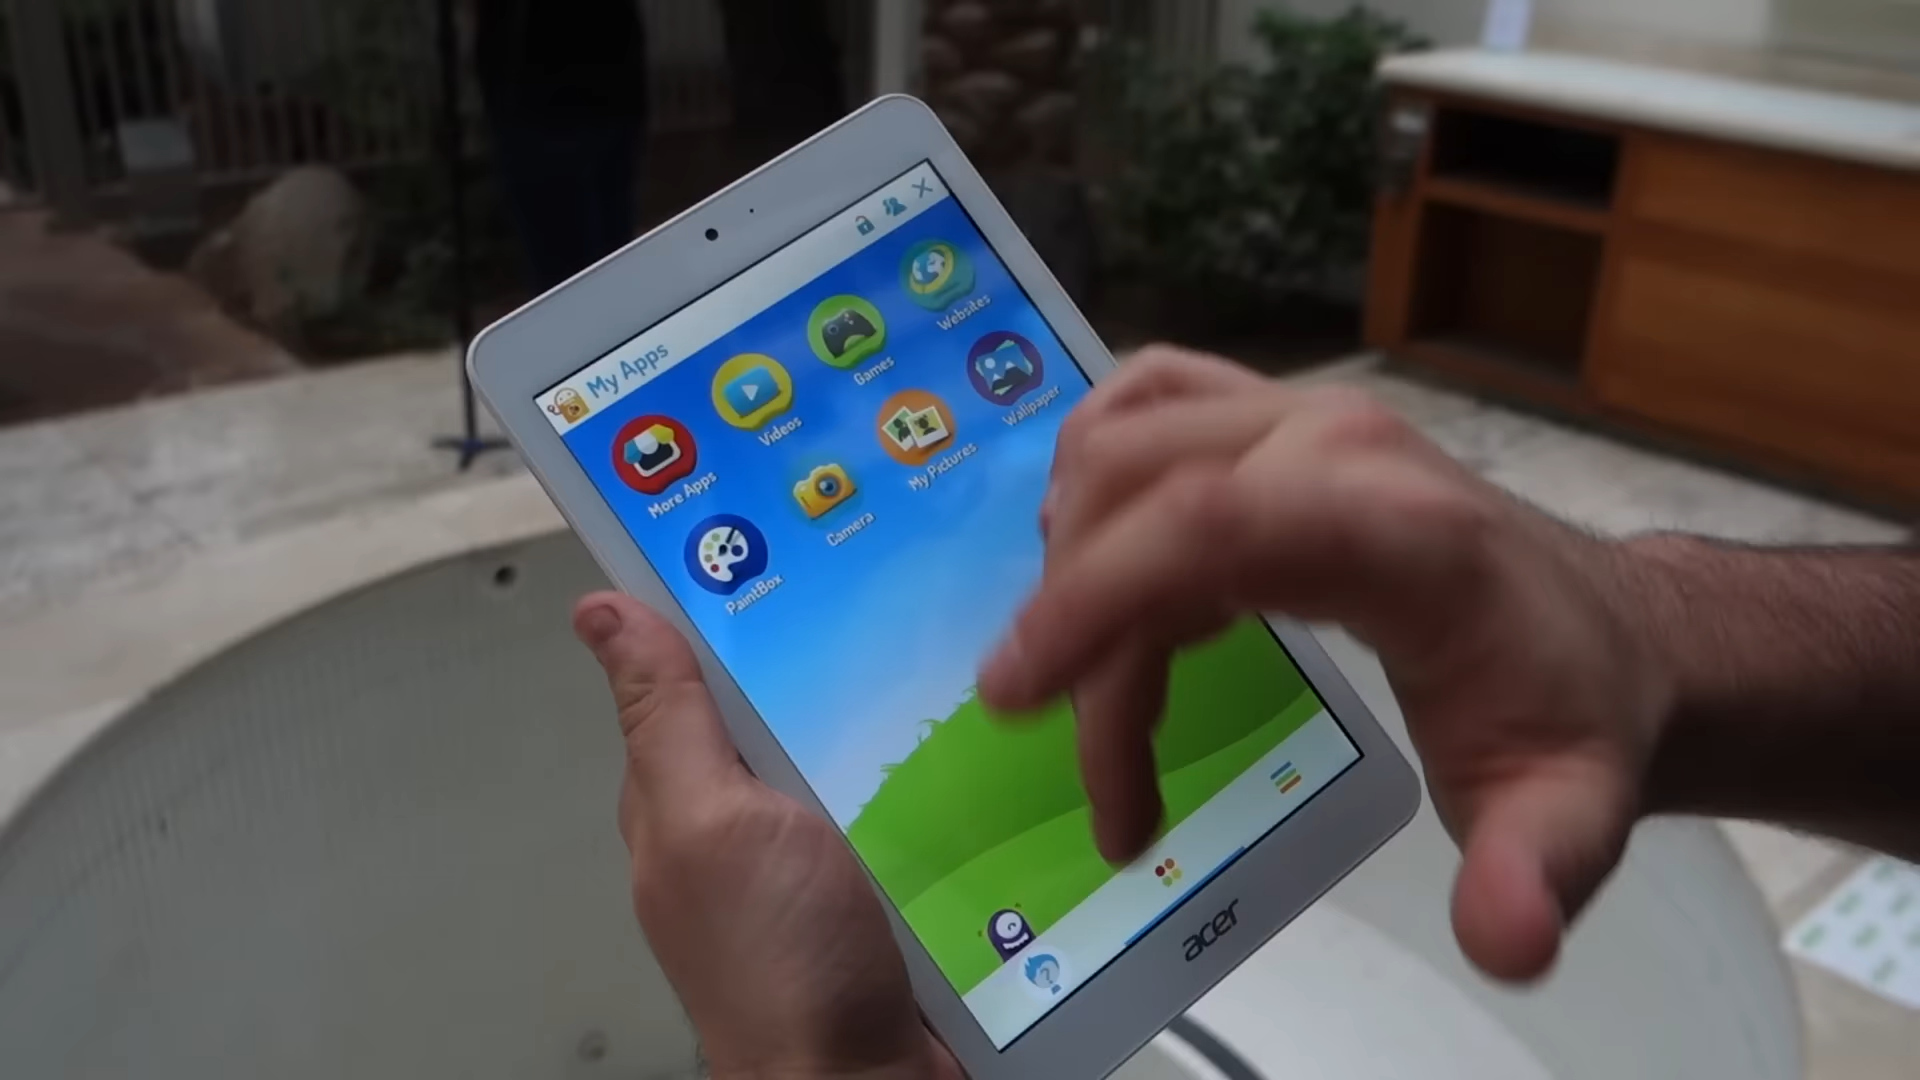 My Apps
More Apps
Videos
Games
Websites
PaintBox
Camera
My Pictures
Wallpaper
?
acer